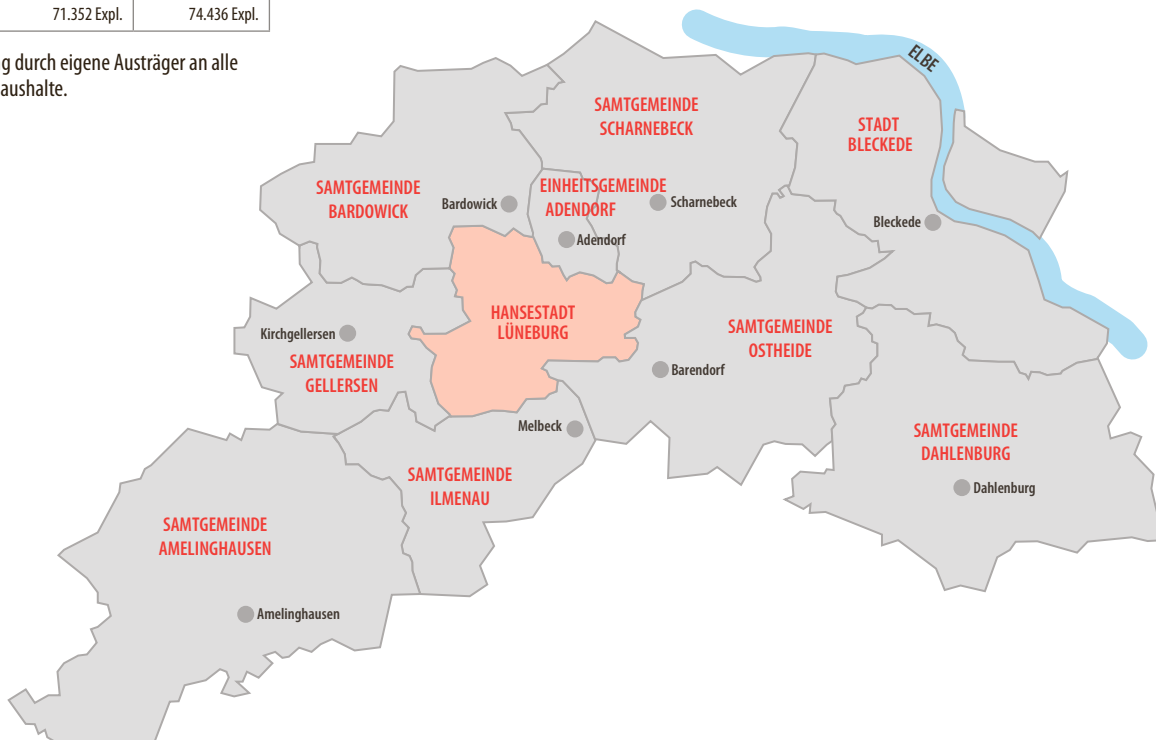 71.352 Expl. 74.436 Expl.
g durch eigene Austräger an alle
aushalte.
ELBE
SAMTGEMEINDE
SCHARNEBECK
STADT
BLECKEDE
SAMTGEMEINDE
BARDOWICK
EINHEITSGEMEINDE
ADENDORF
Bardowick
Scharnebeck
Bleckede
Adendorf
HANSESTADT
LÜNEBURG
Kirchgellersen
SAMTGEMEINDE
GELLERSEN
SAMTGEMEINDE
OSTHEIDE
Barendorf
Melbeck
SAMTGEMEINDE
DAHLENBURG
SAMTGEMEINDE
ILMENAU
Dahlenburg
SAMTGEMEINDE
AMELINGHAUSEN
Amelinghausen